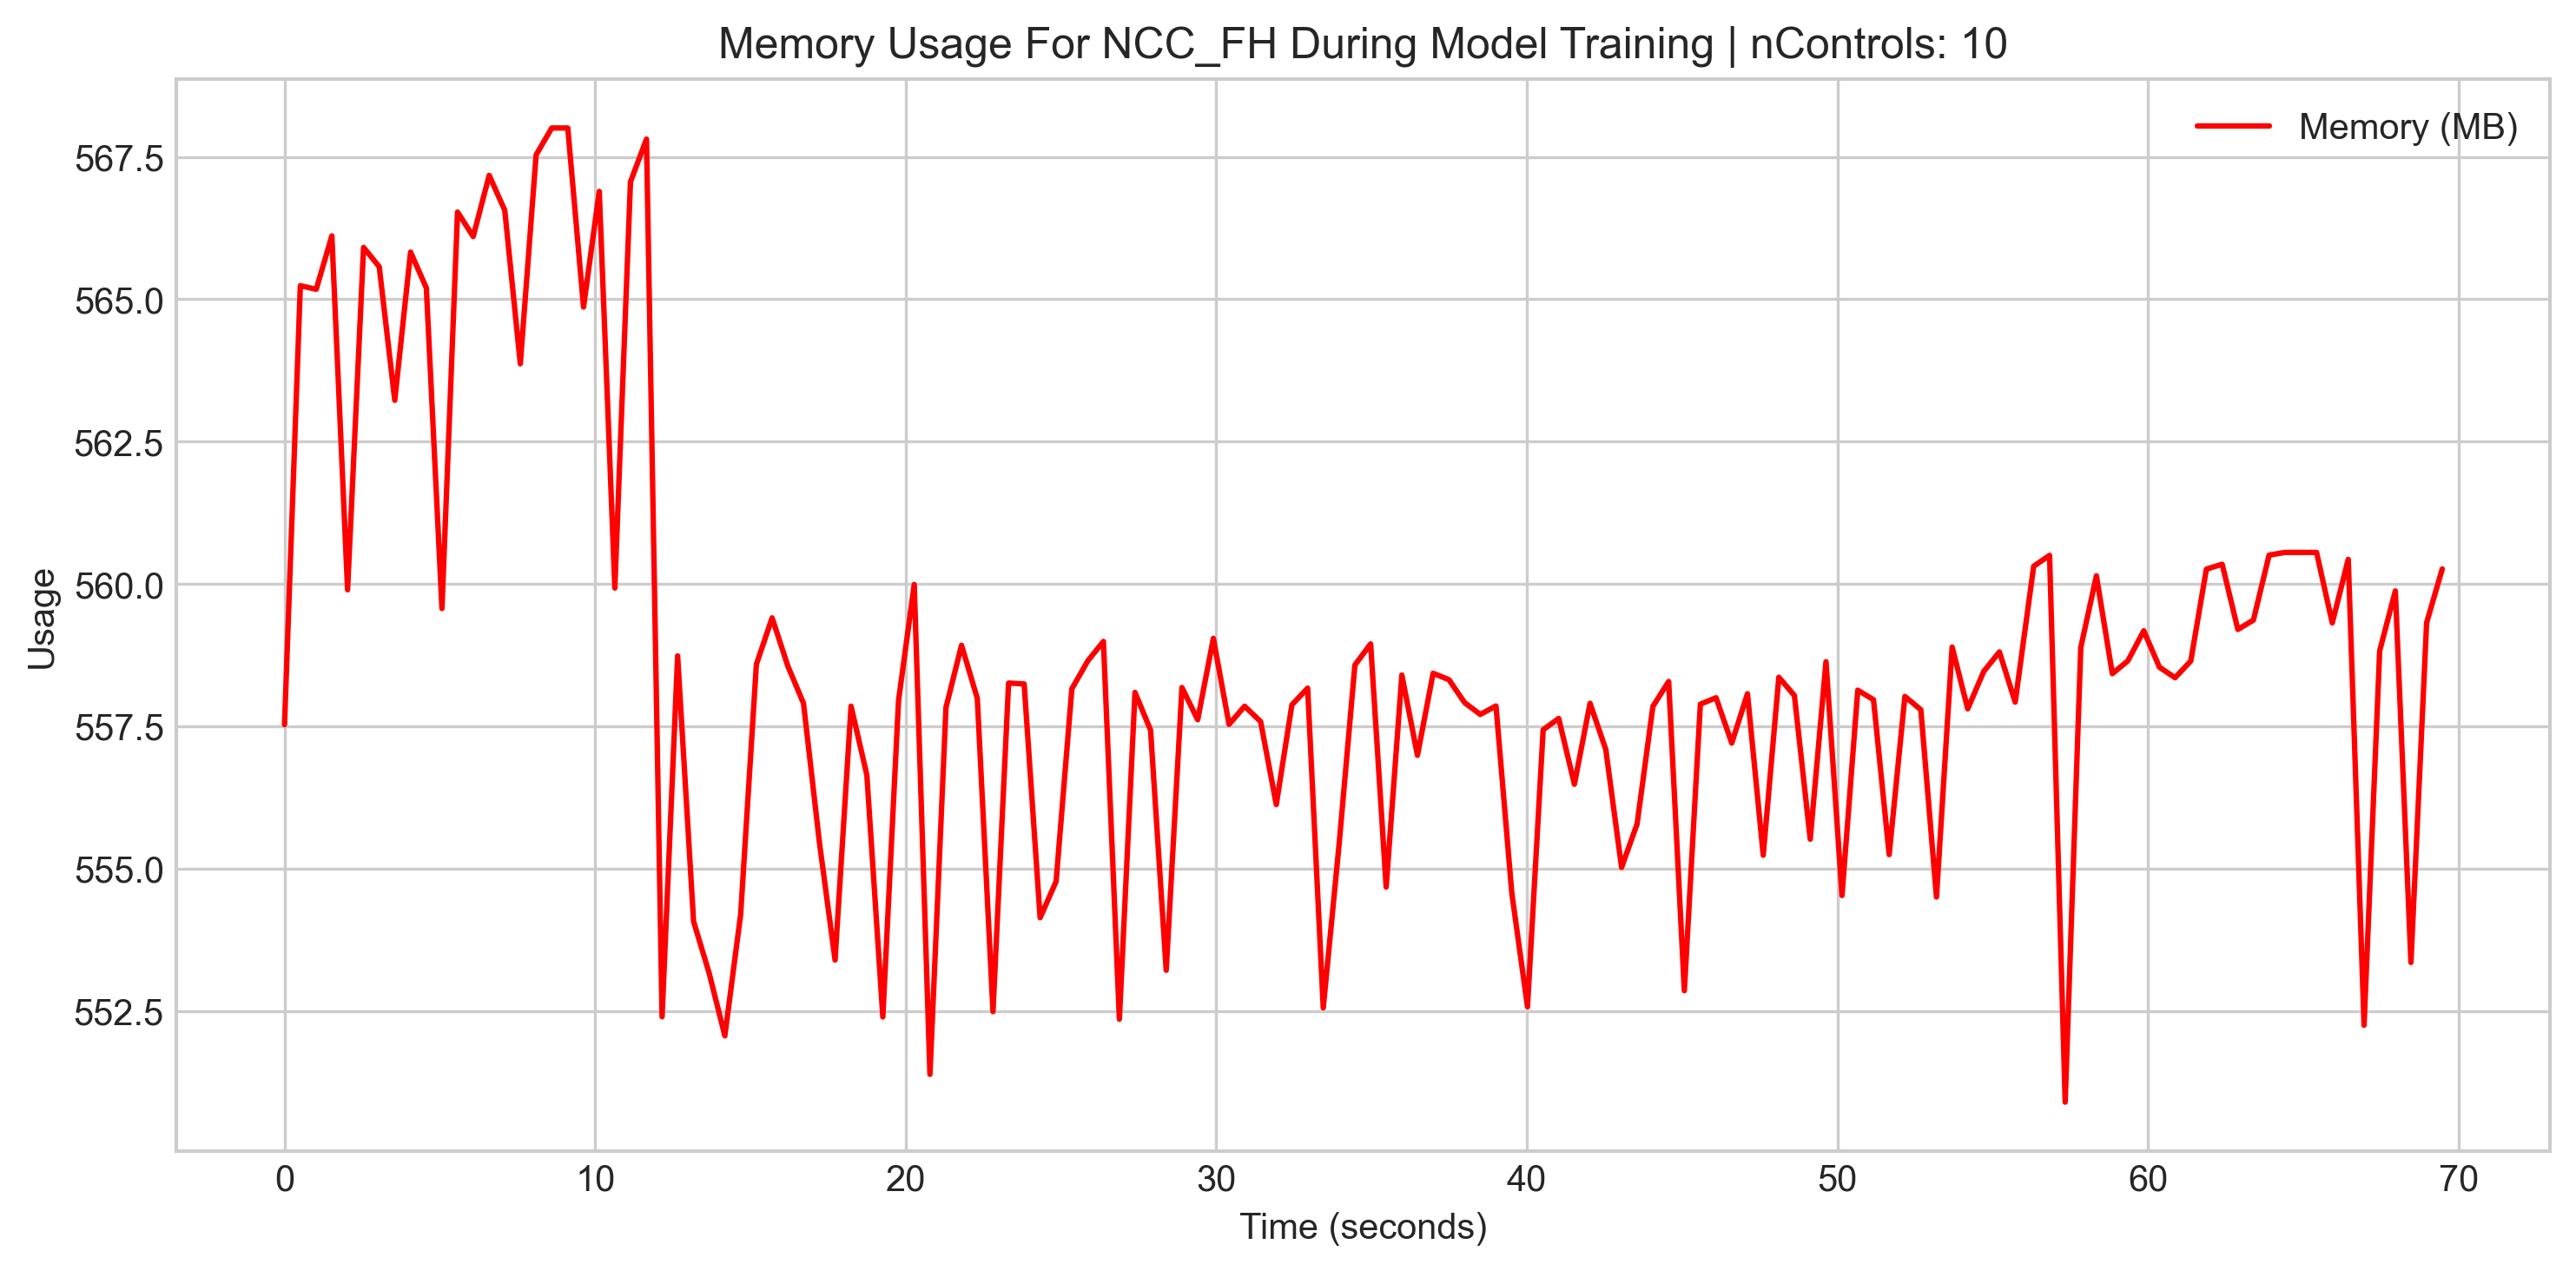 Memory Usage For NCC_FH During Model Training | nControls: 10
Memory (MB)
567.5
565.0
562.5
560.0
557.5
555.0
552.5
Usage
0 10 20 30 40 50 60 70
Time (seconds)